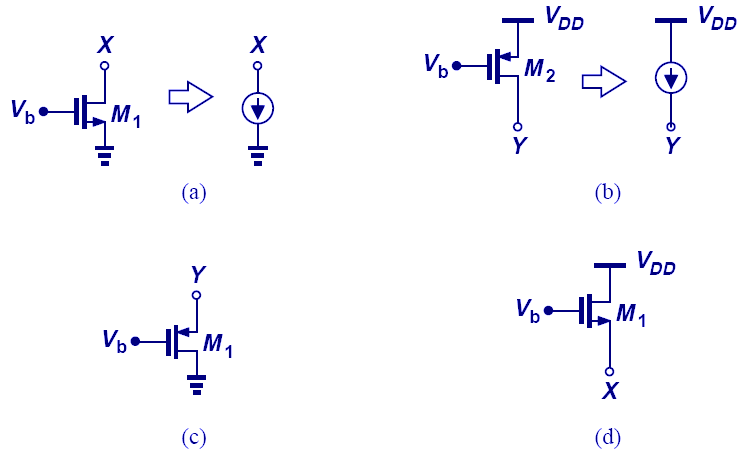 X
X
V_b
M_1
(a)
V_DD
V_DD
V_b
M_2
Y
Y
(b)
Y
V_b
M_1
(c)
V_DD
V_b
M_1
X
(d)